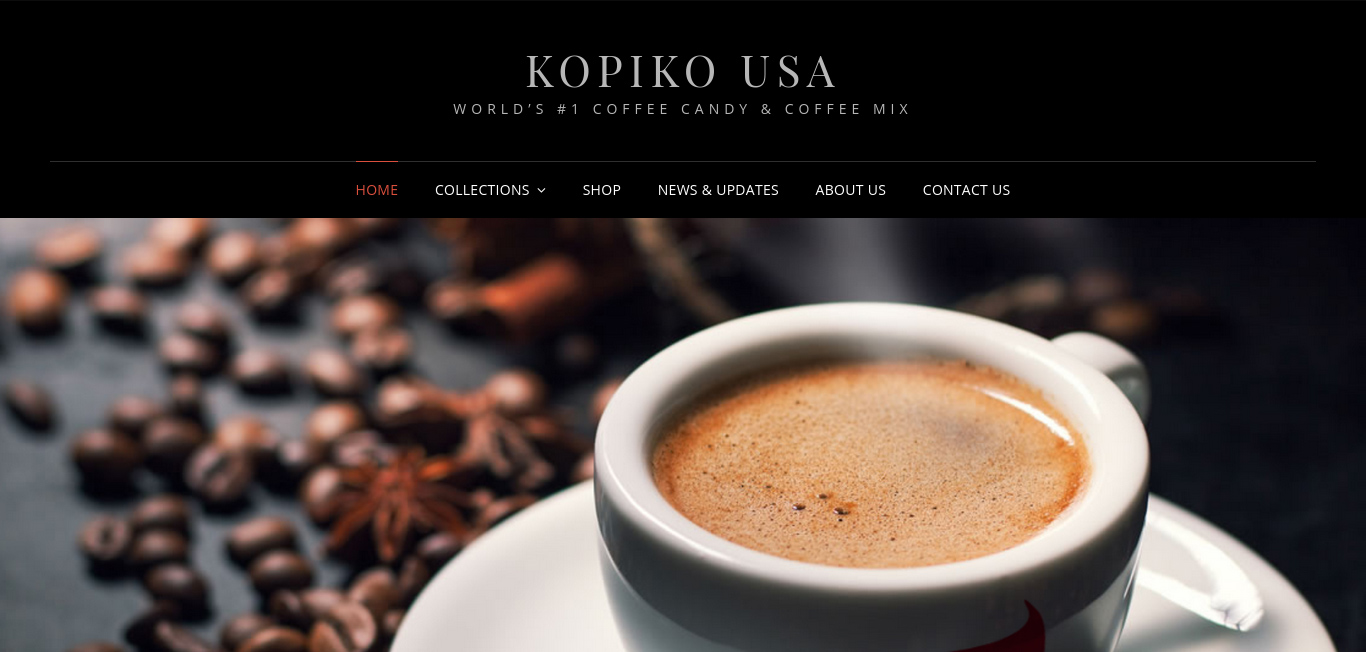 KOPIKO USA
WORLD’S #1 COFFEE CANDY & COFFEE MIX
HOME COLLECTIONS SHOP NEWS & UPDATES ABOUT US CONTACT US